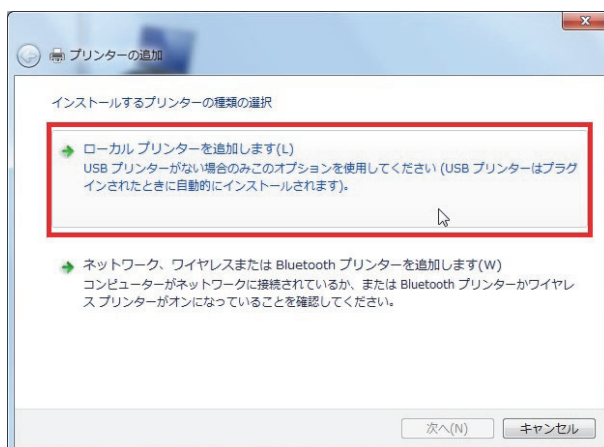 プリンターの追加
インストールするプリンターの種類の選択
ローカル プリンターを追加します(L)
USB プリンターがない場合のみこのオプションを使用してください (USB プリンターはプラグ
インされたときに自動的にインストールされます)。
ネットワーク、ワイヤレスまたは Bluetooth プリンターを追加します(W)
コンピューターがネットワークに接続されているか、または Bluetooth プリンターかワイヤレ
ス プリンターがオンになっていることを確認してください。
次へ(N)
キャンセル